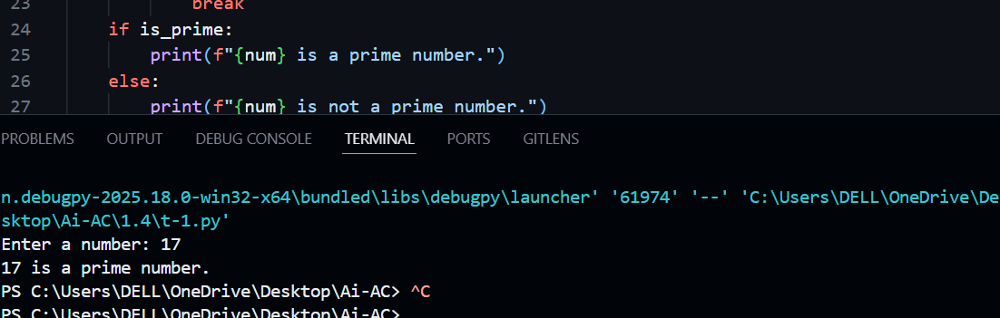 23 break
24 if is_prime:
25 print(f"{num} is a prime number.")
26 else:
27 print(f"{num} is not a prime number.")
PROBLEMS OUTPUT DEBUG CONSOLE TERMINAL PORTS GITLENS
n.debugpy-2025.18.0-win32-x64\bundled\libs\debugpy\launcher' '61974' '--' 'C:\Users\DELL\OneDrive\De
sktop\Ai-AC\1.4\t-1.py'
Enter a number: 17
17 is a prime number.
PS C:\Users\DELL\OneDrive\Desktop\Ai-AC> ^C
PS C:\Users\DELL\OneDrive\Desktop\Ai-AC>